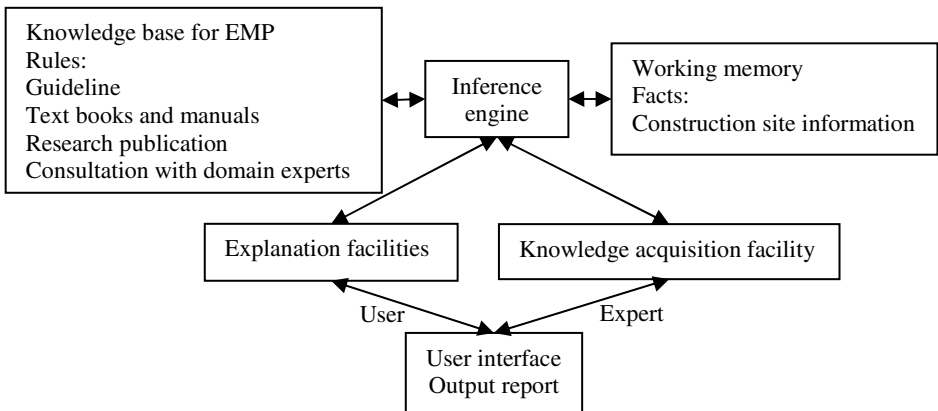 Knowledge base for EMP
Rules:
Guideline
Text books and manuals
Research publication
Consultation with domain experts
Inference
engine
Working memory
Facts:
Construction site information
Explanation facilities
Knowledge acquisition facility
User
Expert
User interface
Output report